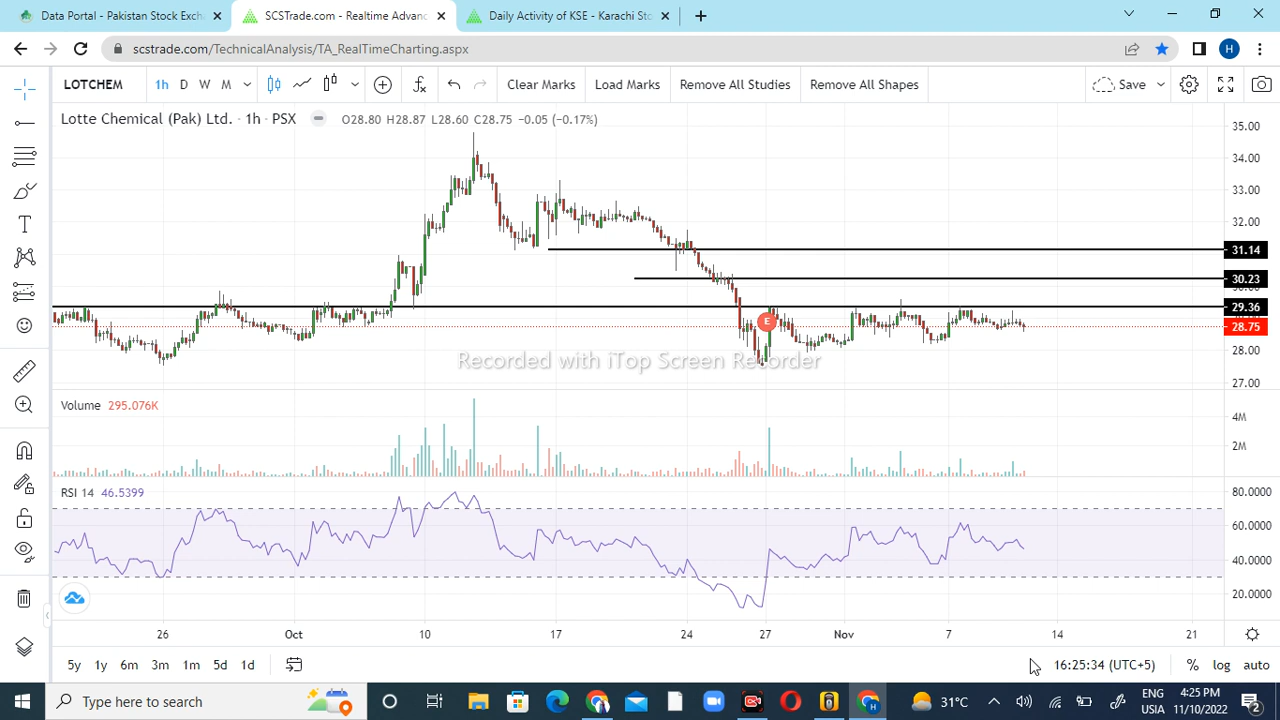 Data Portal - Pakistan Stock Exch
SCSTrade.com - Realtime Advanc
Daily Activity of KSE - Karachi Sto
scstrade.com/TechnicalAnalysis/TA_RealTimeCharting.aspx
H
LOTCHEM
1h
D
W
M
Clear Marks
Load Marks
Remove All Studies
Remove All Shapes
Save
Lotte Chemical (Pak) Ltd. · 1h · PSX
O28.80 H28.87 L28.60 C28.75 −0.05 (−0.17%)
35.00
34.00
33.00
32.00
31.14
30.23
30.00
29.36
28.75
28.00
27.00
E
Recorded with iTop Screen Recorder
Volume 295.076K
4M
2M
RSI 14 46.5399
80.0000
60.0000
40.0000
20.0000
26
Oct
10
17
24
27
Nov
7
14
21
5y 1y 6m 3m 1m 5d 1d
16:25:34 (UTC+5)
% log auto
Type here to search
H
31°C
ENG
USIA
4:25 PM
11/10/2022
2